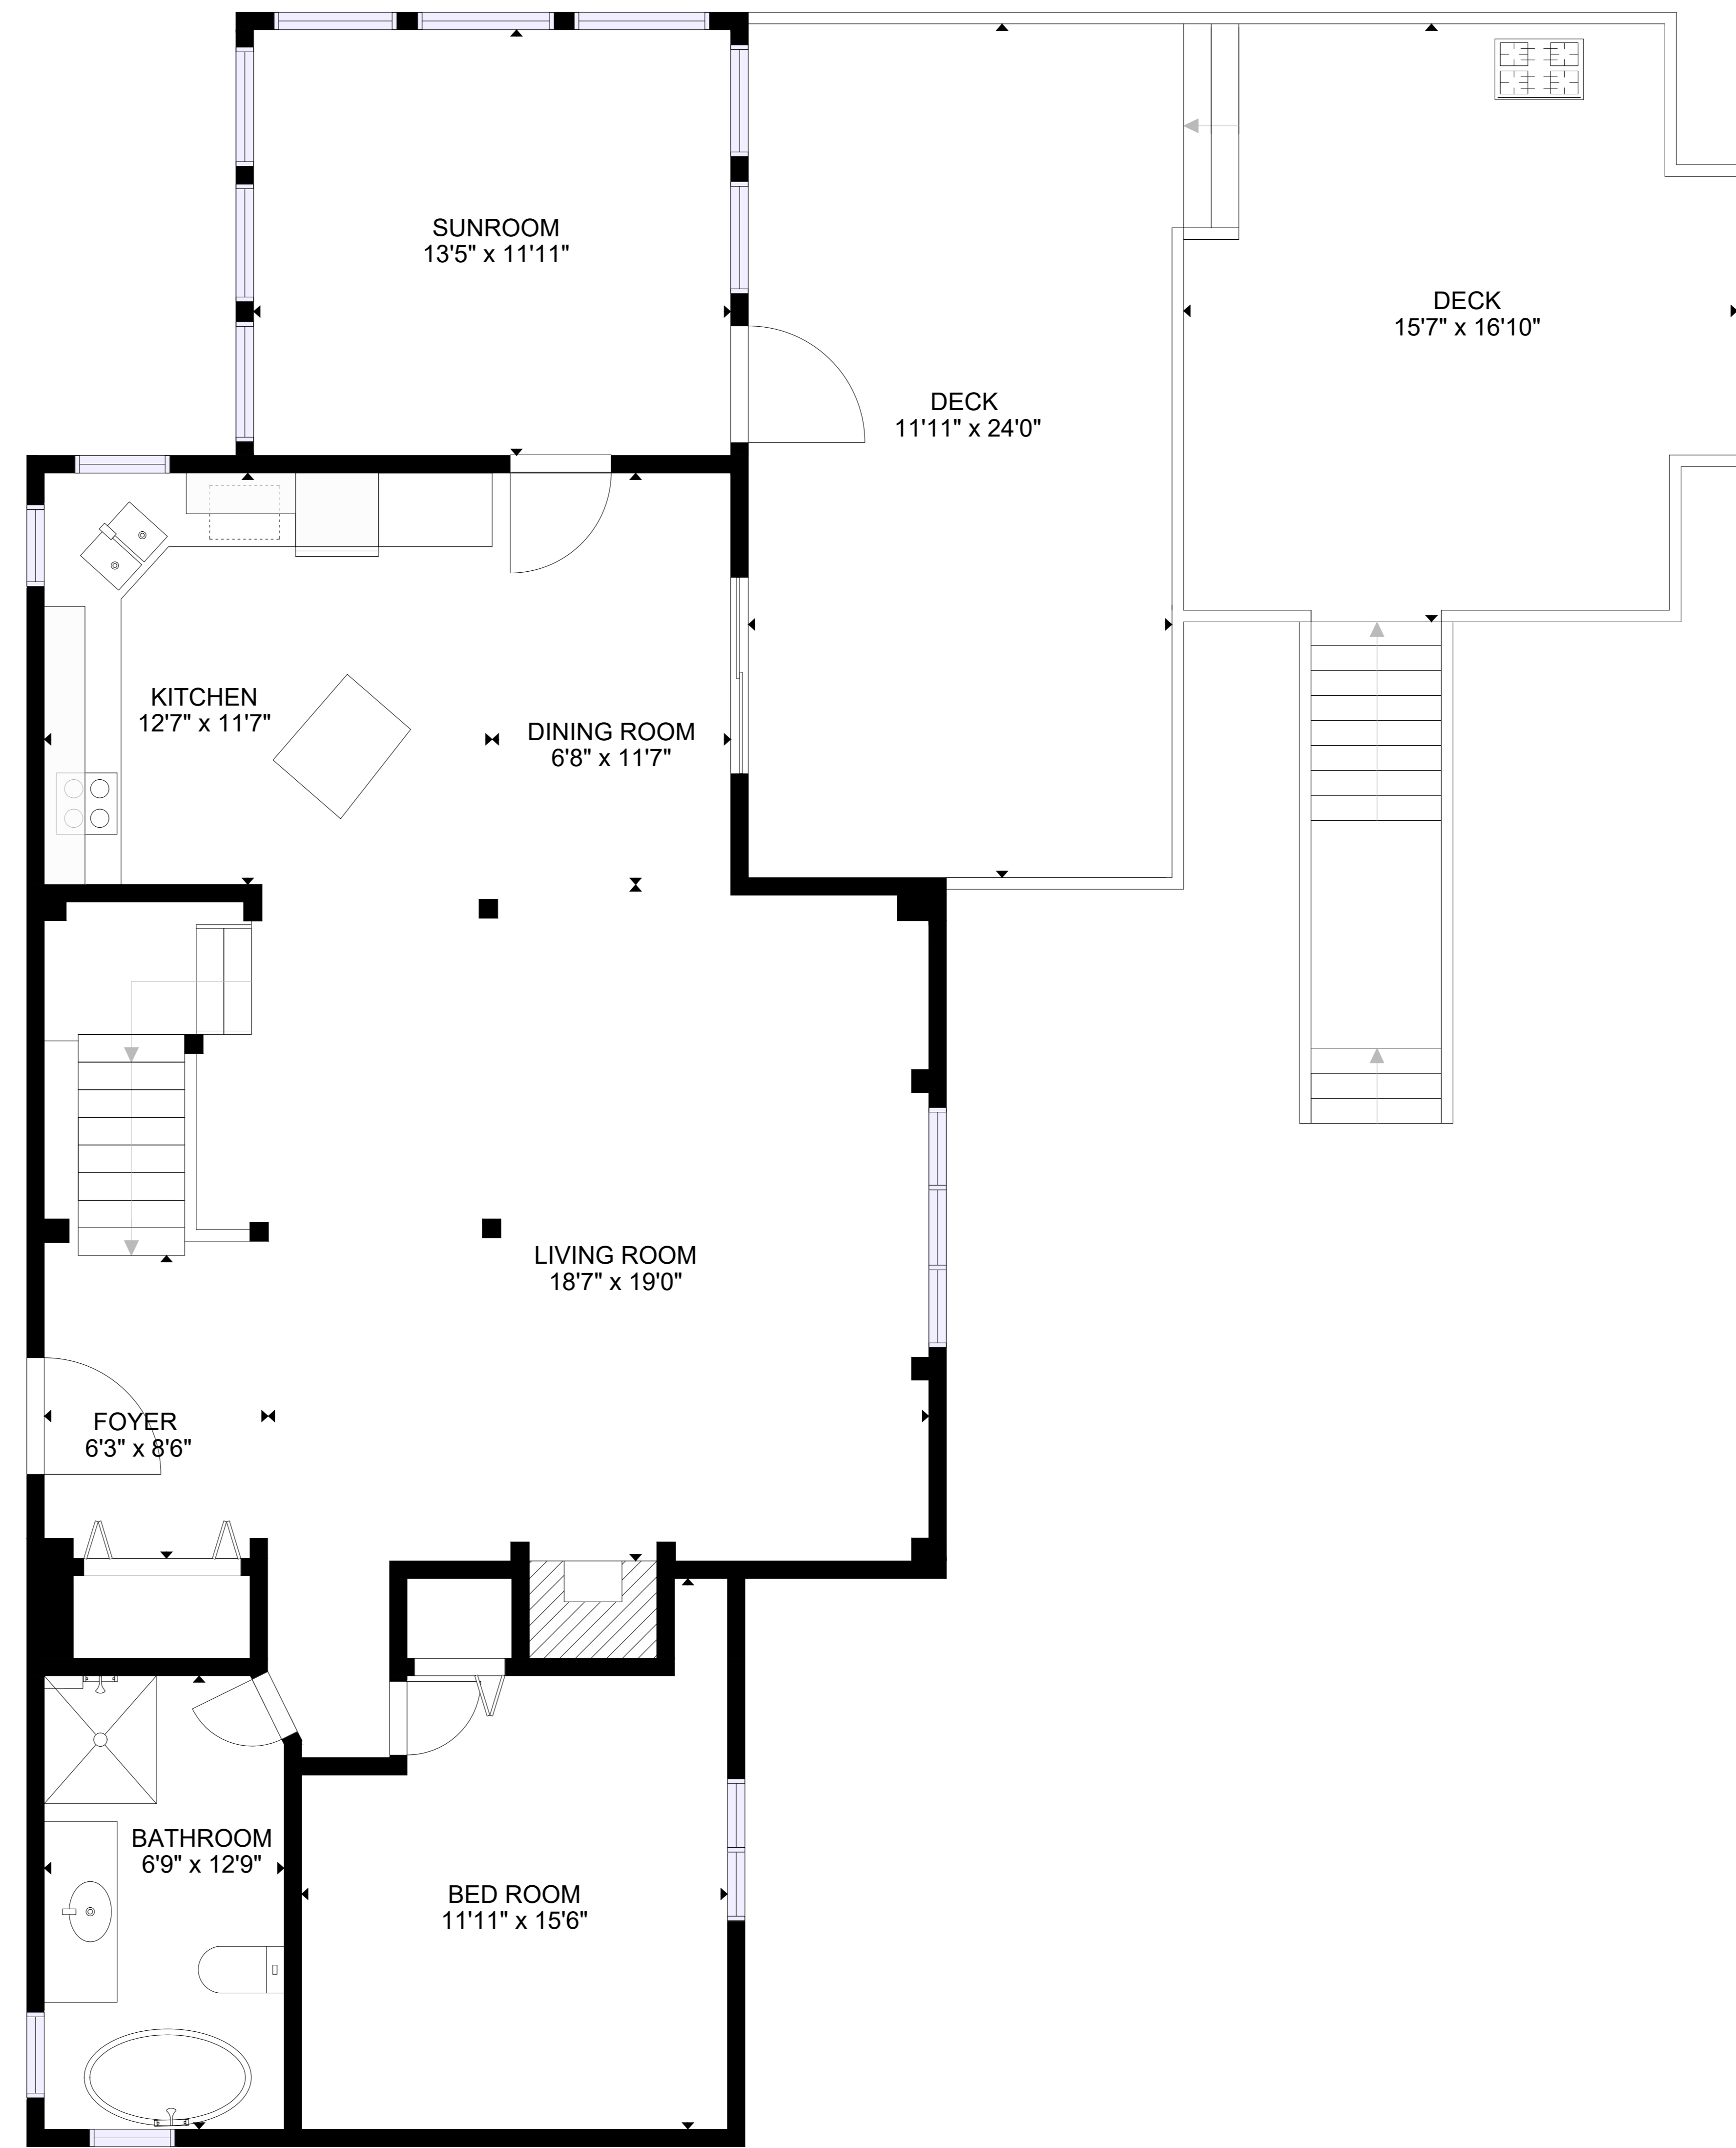 SUNROOM
13'5" x 11'11"
DECK
15'7" x 16'10"
DECK
11'11" x 24'0"
KITCHEN
12'7" x 11'7"
DINING ROOM
6'8" x 11'7"
LIVING ROOM
18'7" x 19'0"
FOYER
6'3" x 8'6"
BATHROOM
6'9" x 12'9"
BED ROOM
11'11" x 15'6"